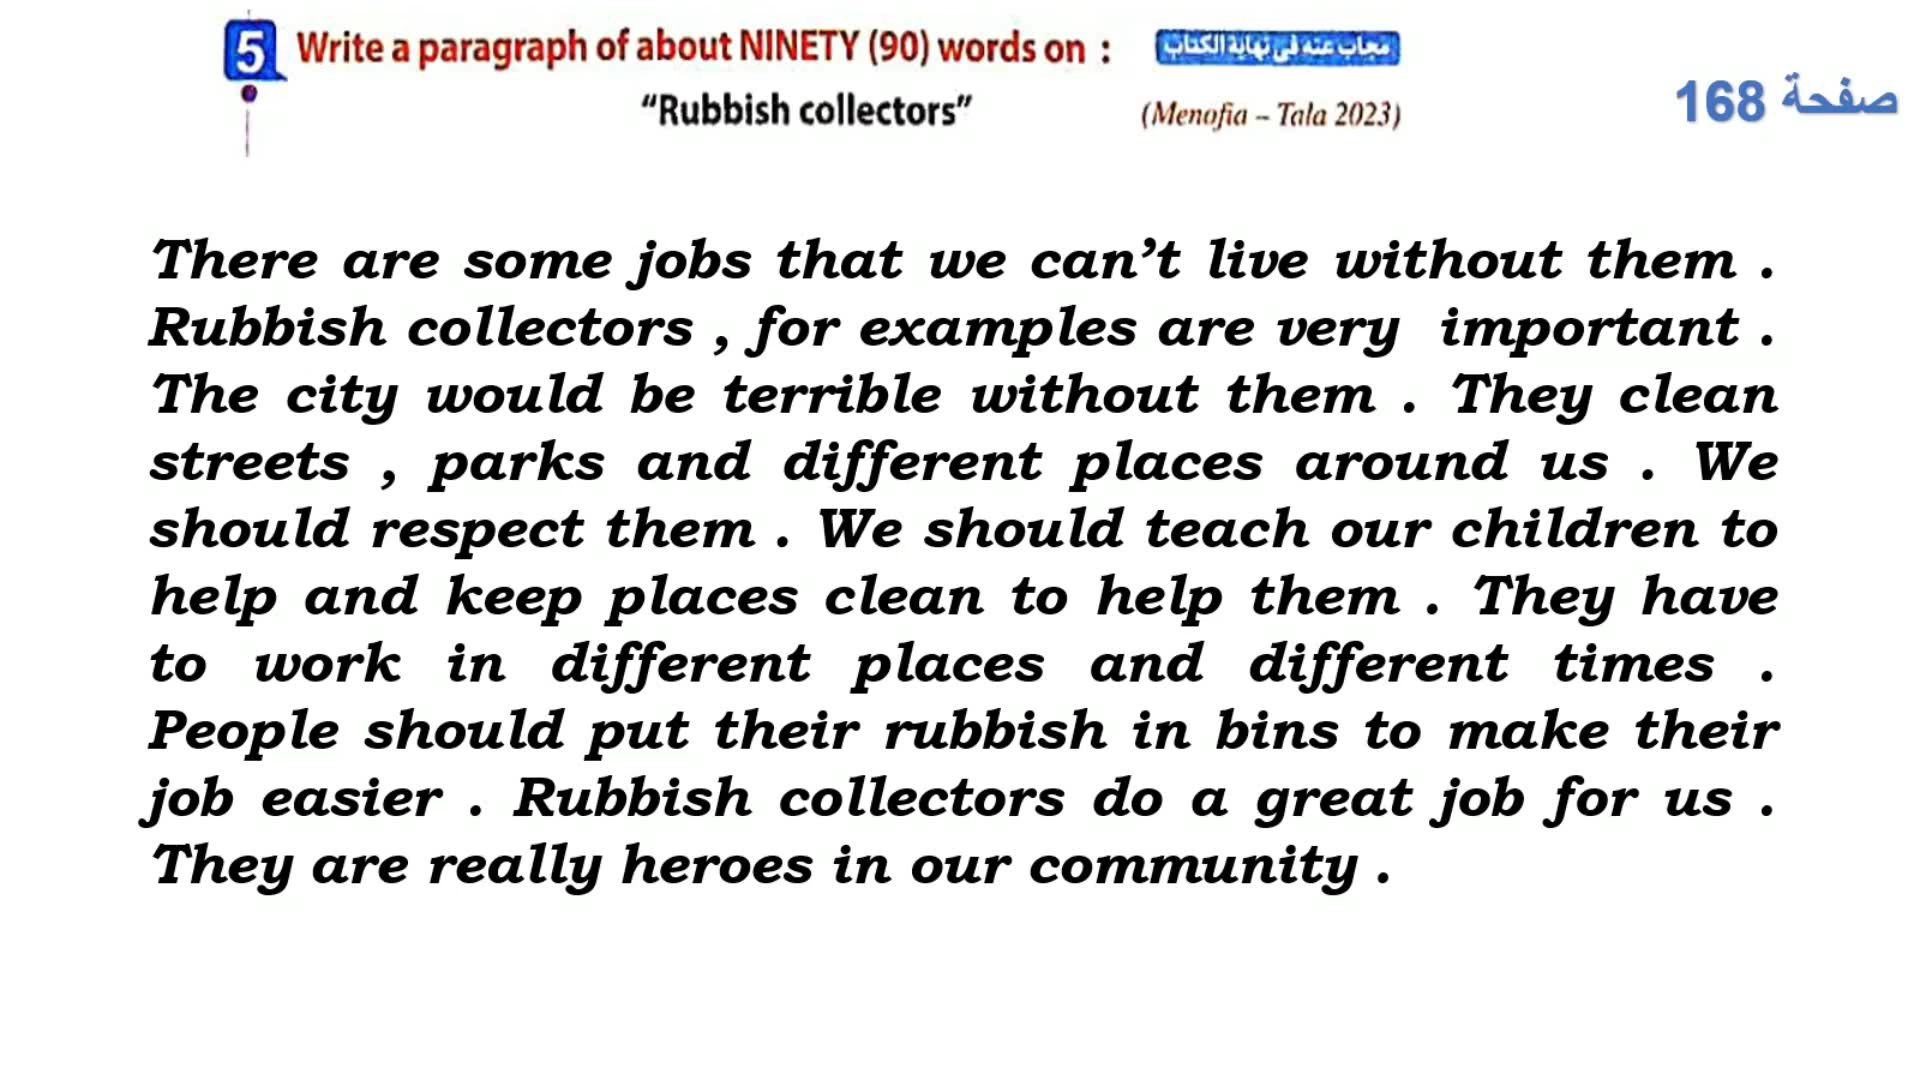 5 Write a paragraph of about NINETY (90) words on : مجاب عنه في نهاية الكتاب
“Rubbish collectors” (Menofia – Tala 2023)
صفحة 168
There are some jobs that we can’t live without them .
Rubbish collectors , for examples are very important .
The city would be terrible without them . They clean
streets , parks and different places around us . We
should respect them . We should teach our children to
help and keep places clean to help them . They have
to work in different places and different times .
People should put their rubbish in bins to make their
job easier . Rubbish collectors do a great job for us .
They are really heroes in our community .